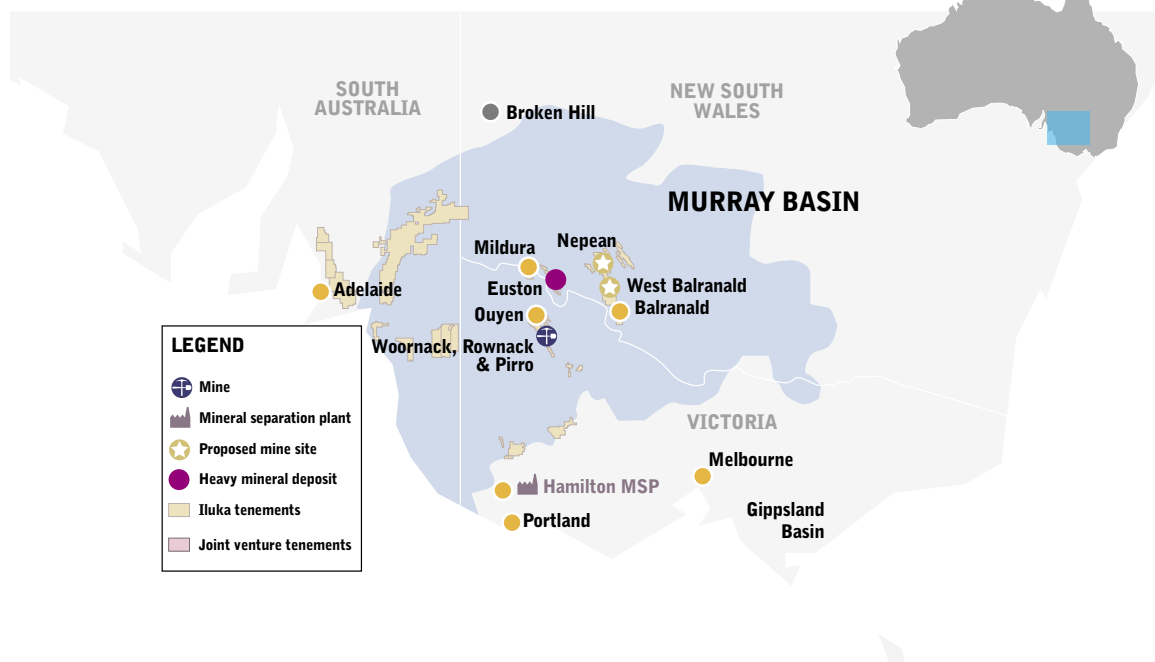 SOUTH
AUSTRALIA
NEW SOUTH
WALES
Broken Hill
MURRAY BASIN
Nepean
Mildura
Adelaide
Euston
West Balranald
Balranald
Ouyen
Woornack, Rownack
& Pirro
LEGEND
Mine
Mineral separation plant
Proposed mine site
Heavy mineral deposit
Iluka tenements
Joint venture tenements
VICTORIA
Melbourne
Hamilton MSP
Gippsland
Basin
Portland